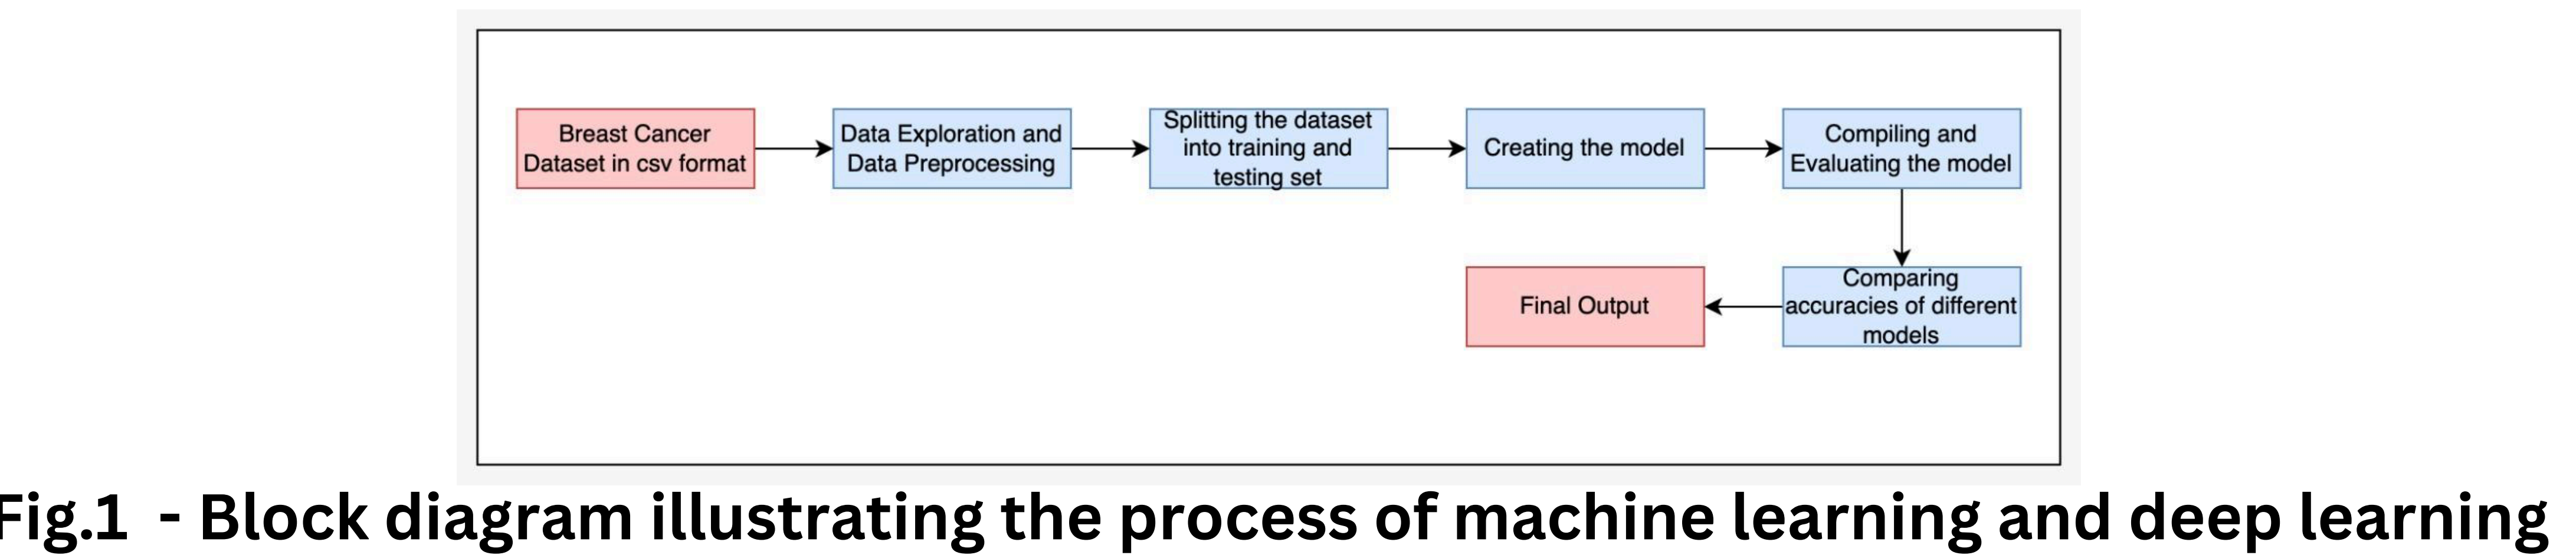 Breast Cancer
Dataset in csv format
Data Exploration and
Data Preprocessing
Splitting the dataset
into training and
testing set
Creating the model
Compiling and
Evaluating the model
Comparing
accuracies of different
models
Final Output
Fig.1 - Block diagram illustrating the process of machine learning and deep learning